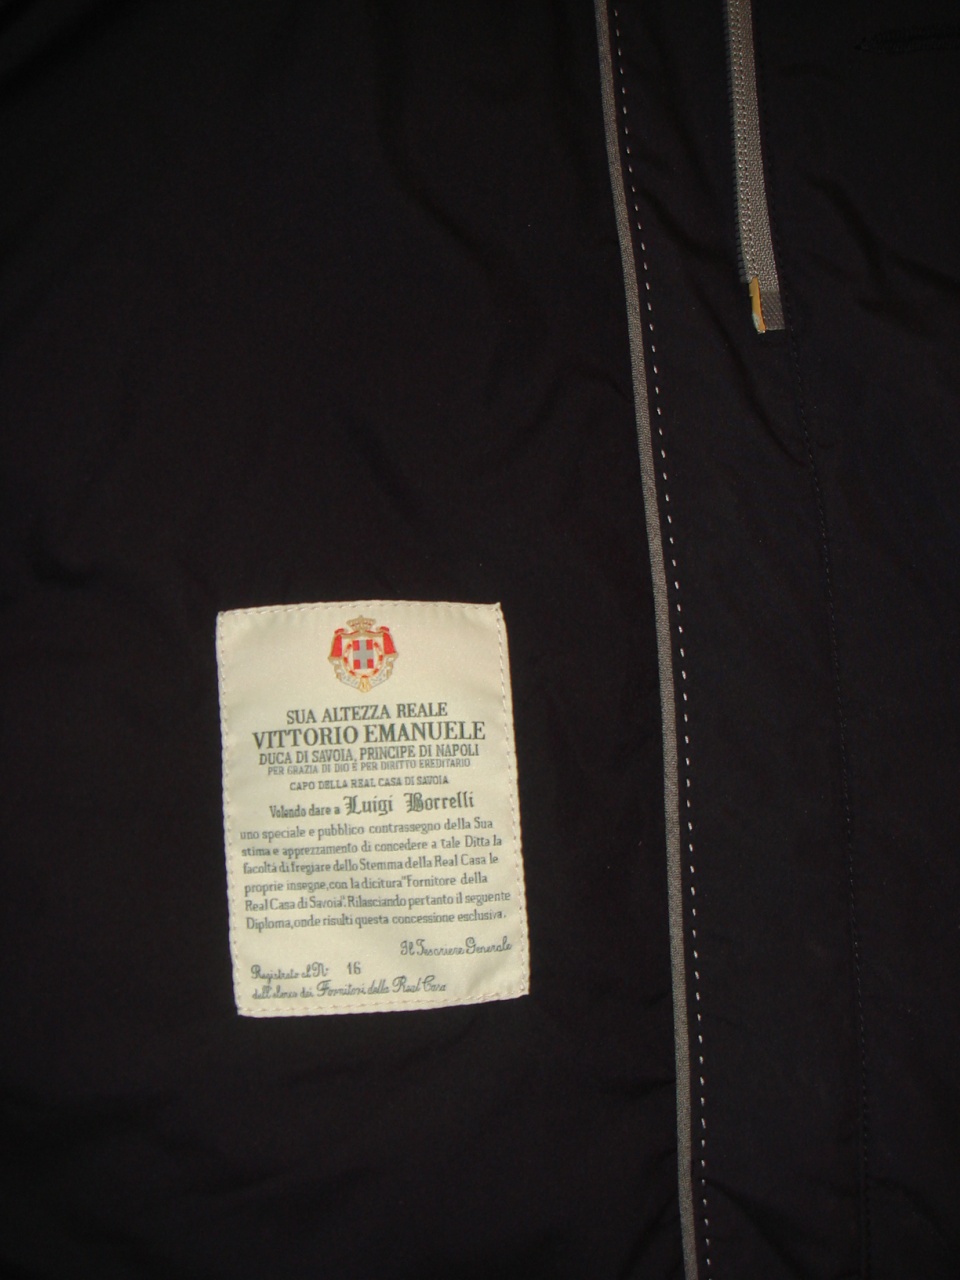 SUA ALTEZZA REALE
VITTORIO EMANUELE
DUCA DI SAVOIA, PRINCIPE DI NAPOLI
PER GRAZIA DI DIO E PER DIRITTO EREDITARIO
CAPO DELLA REAL CASA DI SAVOIA
Volendo dare a Luigi Borrelli
uno speciale e pubblico contrassegno della Sua
stima e apprezzamento di concedere a tale Ditta la
facoltà di fregiare dello Stemma della Real Casa le
proprie insegne, con la dicitura "Fornitore della
Real Casa di Savoia". Rilasciando pertanto il seguente
Diploma, onde risulti questa concessione esclusiva.
Il Tesoriere Generale
Registrato al N° 16
dell'elenco dei Fornitori della Real Casa